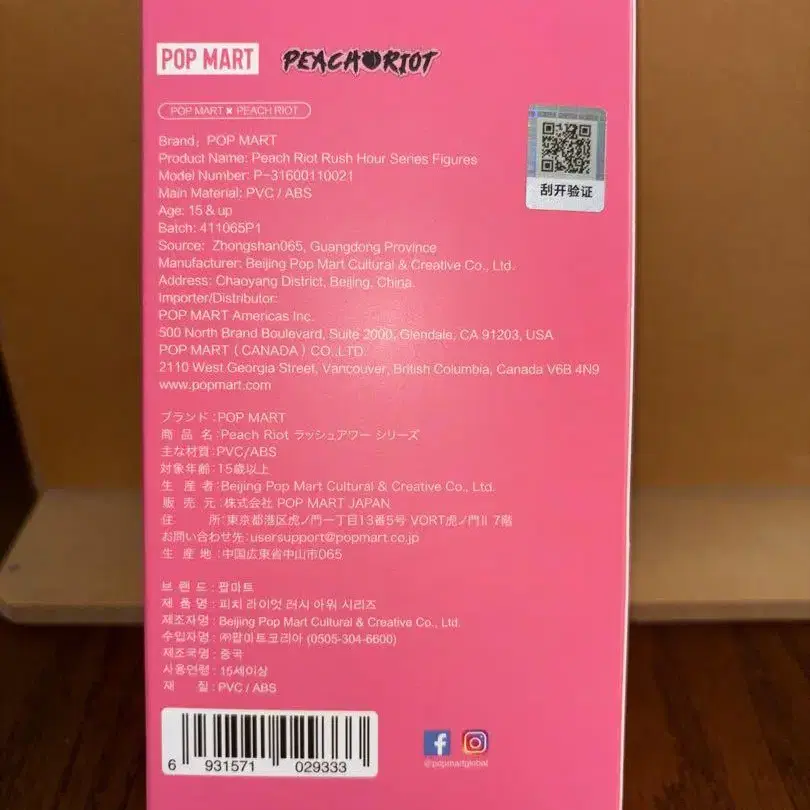 POP MART PEACH RIOT
POP MART × PEACH RIOT
刮开验证
Brand: POP MART
Product Name: Peach Riot Rush Hour Series Figures
Model Number: P-31600110021
Main Material: PVC / ABS
Age: 15 & up
Batch: 411065P1
Source: Zhongshan065, Guangdong Province
Manufacturer: Beijing Pop Mart Cultural & Creative Co., Ltd.
Address: Chaoyang District, Beijing, China.
Importer/Distributor:
POP MART Americas Inc.
500 North Brand Boulevard, Suite 2000, Glendale, CA 91203, USA
POP MART ( CANADA ) CO.,LTD.
2110 West Georgia Street, Vancouver, British Columbia, Canada V6B 4N9
www.popmart.com
ブランド:POP MART
商 品 名:Peach Riot ラッシュアワー シリーズ
主な材質:PVC/ABS
対象年齢:15歳以上
生 産 者:Beijing Pop Mart Cultural & Creative Co., Ltd.
販 売 元:株式会社 POP MART JAPAN
住 所:東京都港区虎ノ門一丁目13番5号 VORT虎ノ門II 7階
お問い合わせ先:usersupport@popmart.co.jp
生 産 地:中国広東省中山市065
브 랜 드:팝마트
제 품 명:피치 라이엇 러시 아워 시리즈
제조자명:Beijing Pop Mart Cultural & Creative Co., Ltd.
수입자명:㈜팝마트코리아 (0505-304-6600)
제조국명:중국
사용연령:15세이상
재 질:PVC / ABS
6 931571 029333
@popmartglobal